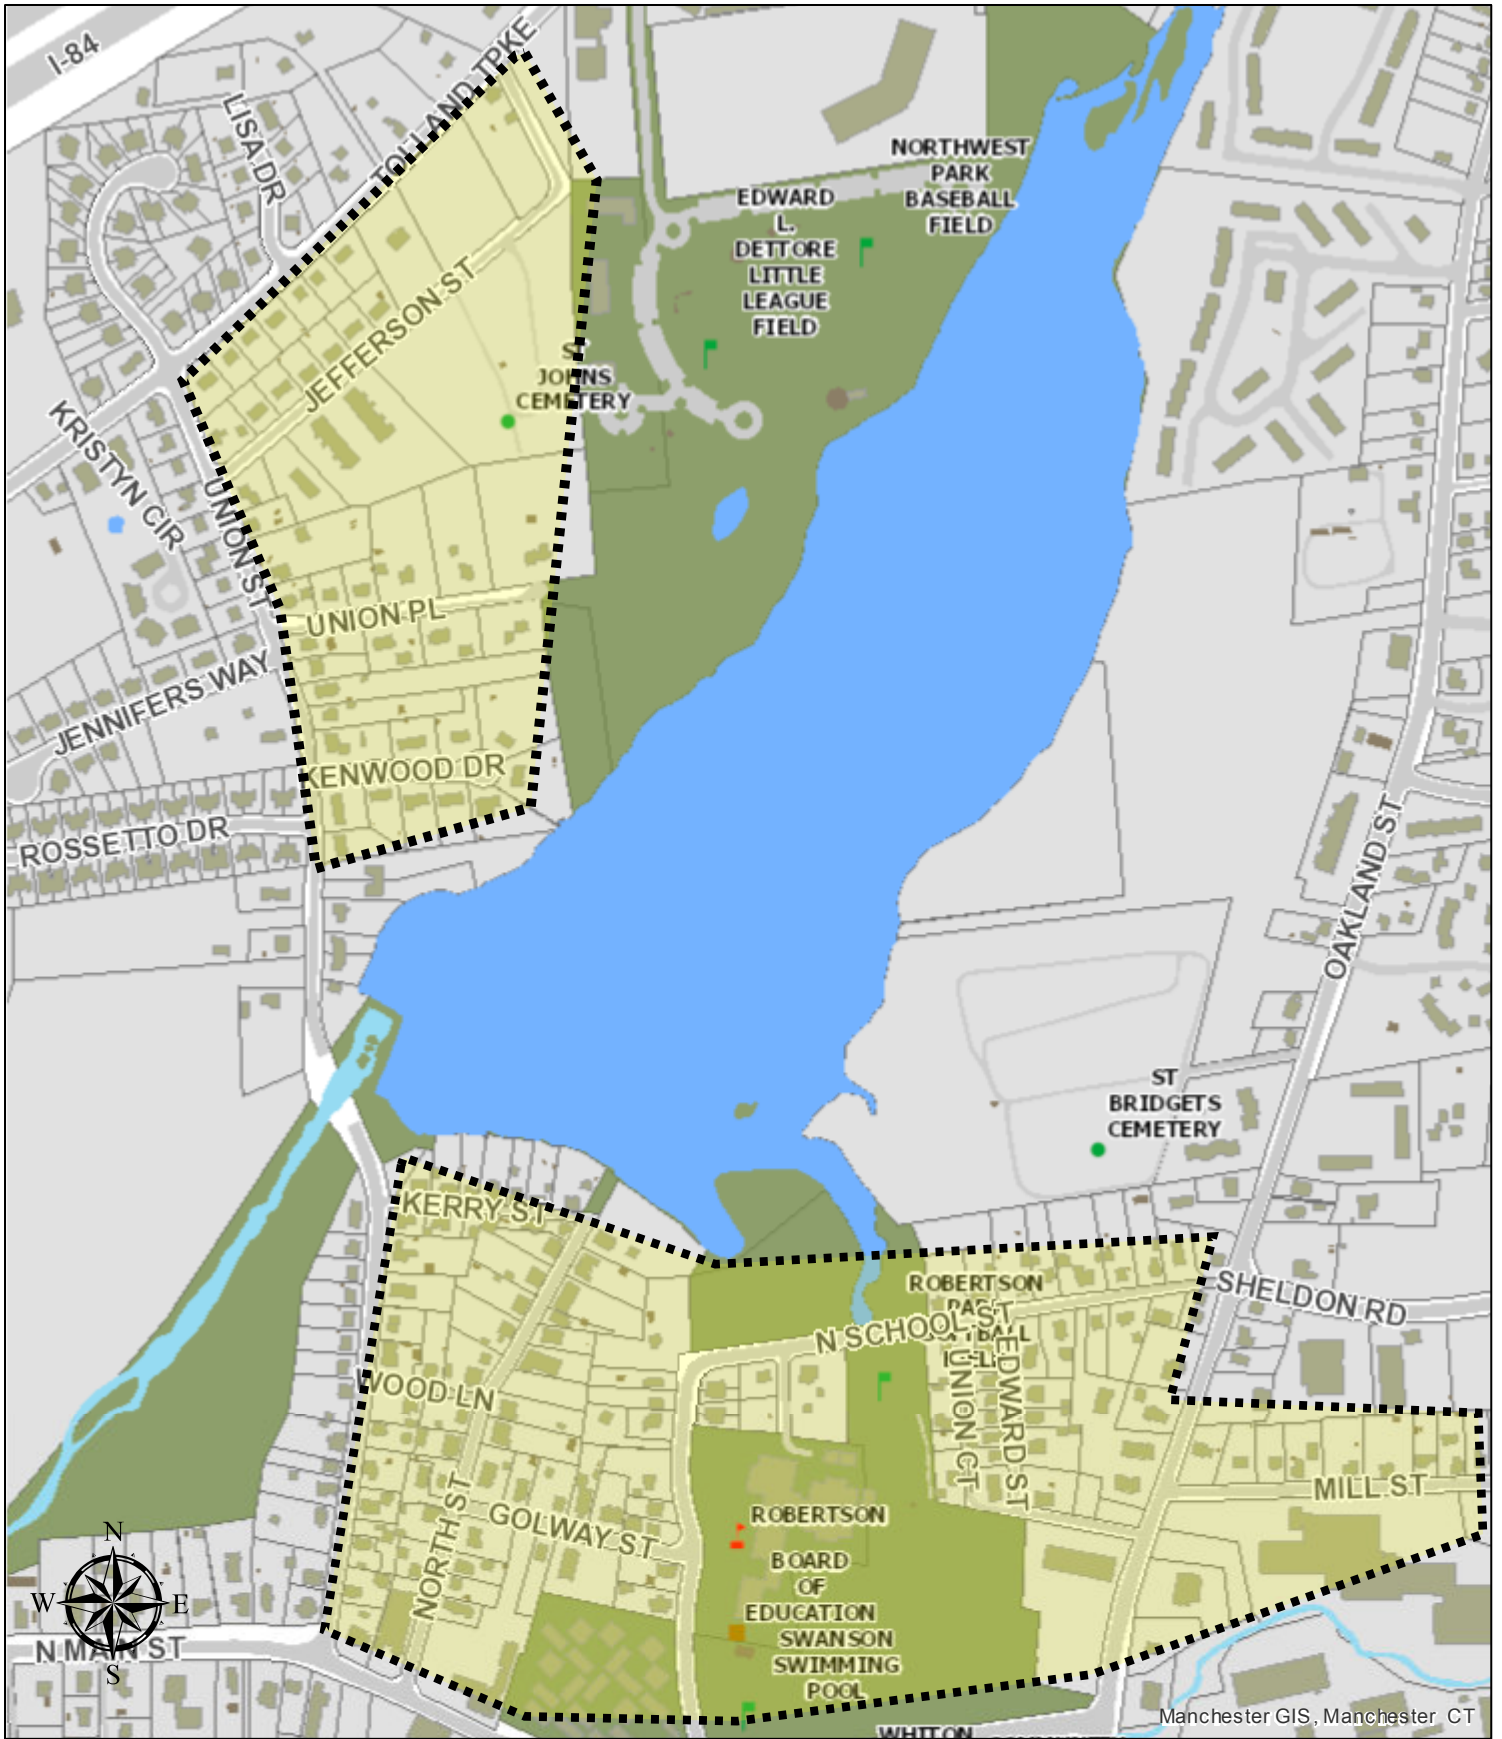 I-84
TOLLAND TPKE
LISA DR
NORTHWEST
PARK
BASEBALL
FIELD
EDWARD
L.
DETTORE
LITTLE
LEAGUE
FIELD
JEFFERSON ST
ST
JOHNS
CEMETERY
KRISTYN CIR
UNION ST
UNION PL
JENNIFERS WAY
KENWOOD DR
ROSSETTO DR
OAKLAND ST
ST
BRIDGETS
CEMETERY
KERRY ST
SHELDON RD
ROBERTSON
PARK
SOFTBALL
FIELD
N SCHOOL ST
UNION CT
EDWARD ST
WOOD LN
MILL ST
NORTH ST
GOLWAY ST
ROBERTSON
BOARD
OF
EDUCATION
SWANSON
SWIMMING
POOL
N
W E
S
N MAIN ST
WHITON
Manchester GIS, Manchester CT